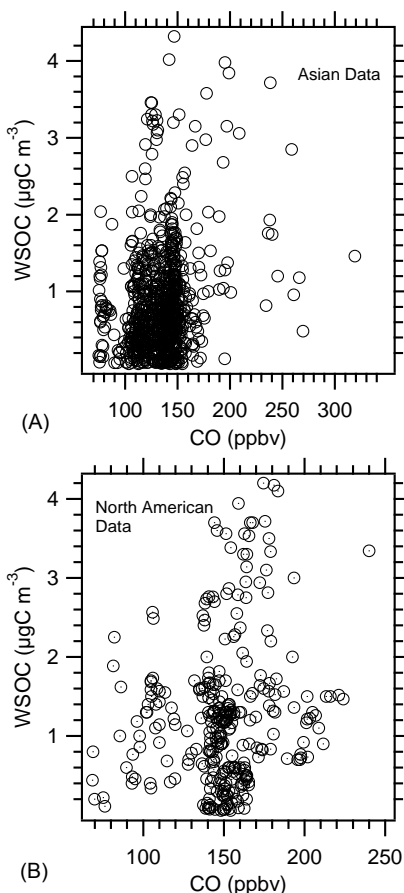 4
3
2
1
WSOC (µgC m-3)
Asian Data
100 150 200 250 300
CO (ppbv)
(A)
4
3
2
1
WSOC (µgC m-3)
North American
Data
100 150 200 250
CO (ppbv)
(B)